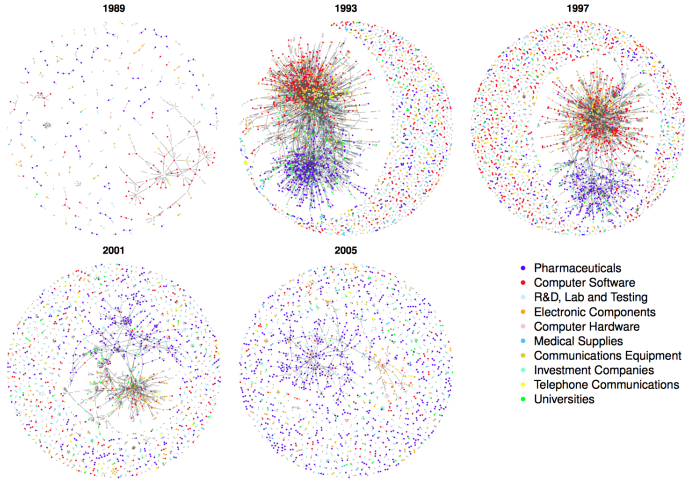 1989
1993
1997
2001
2005
Pharmaceuticals
Computer Software
R&D, Lab and Testing
Electronic Components
Computer Hardware
Medical Supplies
Communications Equipment
Investment Companies
Telephone Communications
Universities